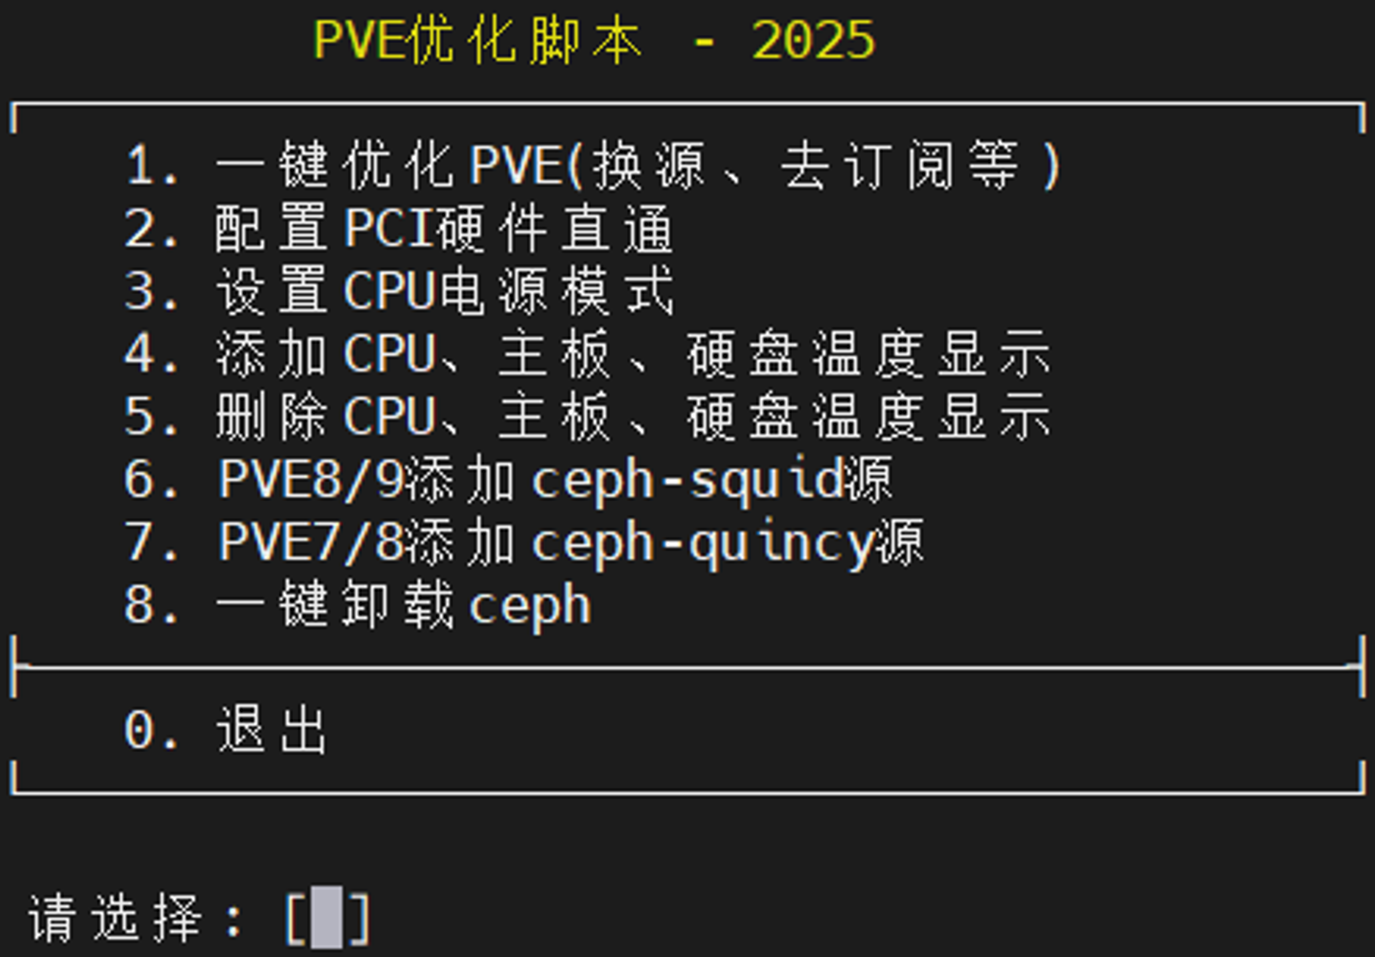 PVE优化脚本 - 2025
1. 一键优化PVE(换源、去订阅等)
2. 配置PCI硬件直通
3. 设置CPU电源模式
4. 添加CPU、主板、硬盘温度显示
5. 删除CPU、主板、硬盘温度显示
6. PVE8/9添加ceph-squid源
7. PVE7/8添加ceph-quincy源
8. 一键卸载ceph
0. 退出
请选择: [ ]